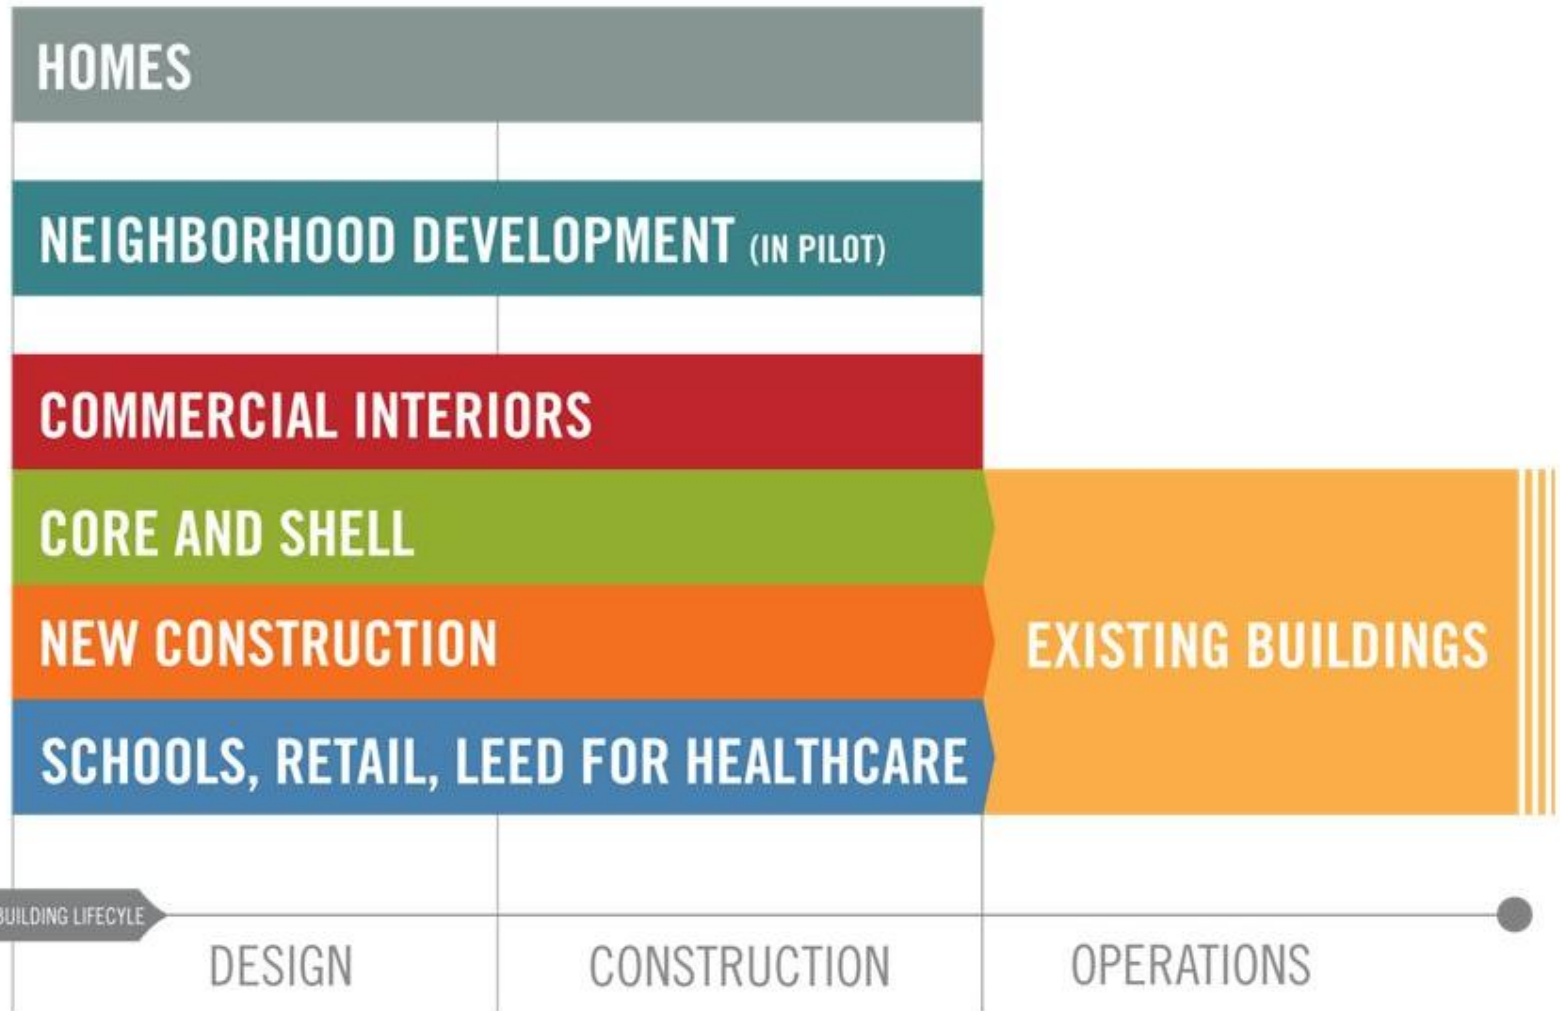 HOMES
NEIGHBORHOOD DEVELOPMENT (IN PILOT)
COMMERCIAL INTERIORS
CORE AND SHELL
NEW CONSTRUCTION
EXISTING BUILDINGS
SCHOOLS, RETAIL, LEED FOR HEALTHCARE
BUILDING LIFECYLE
DESIGN
CONSTRUCTION
OPERATIONS